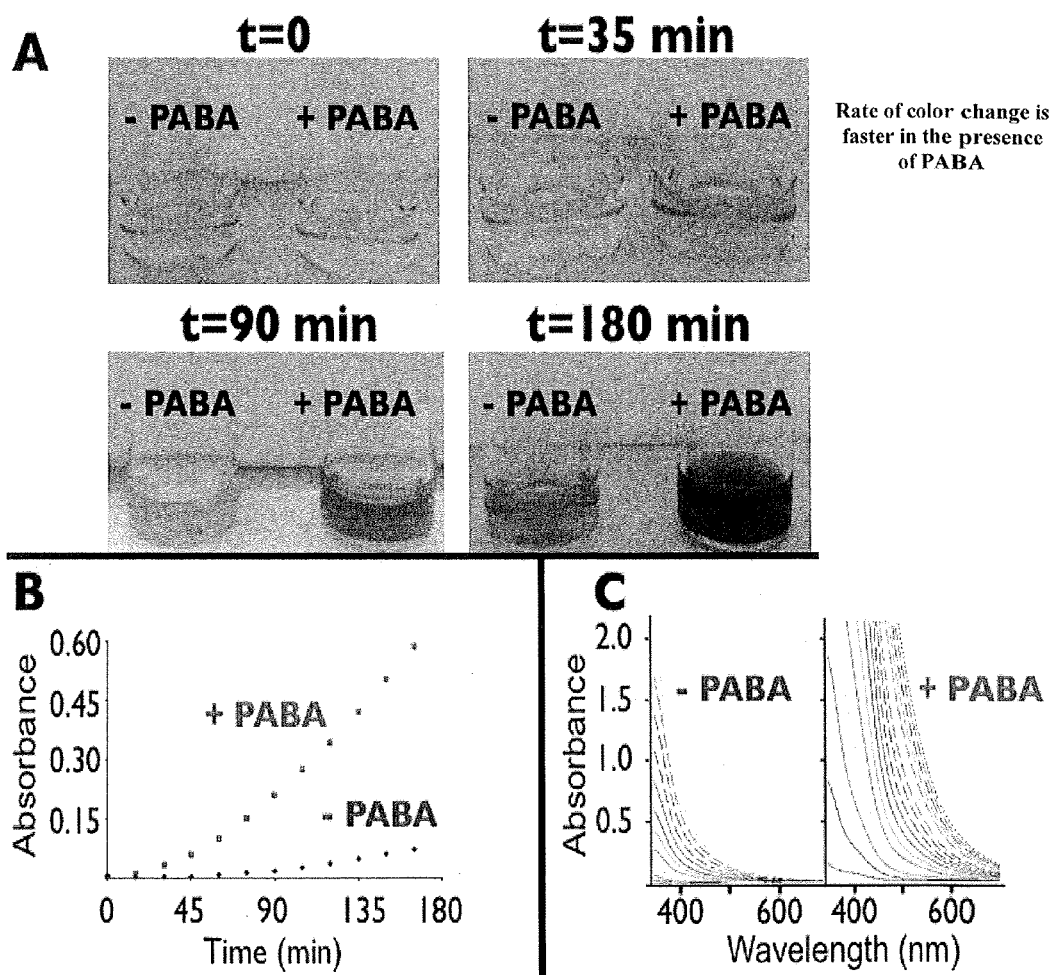 A
t=0
t=35 min
- PABA
+ PABA
- PABA
+ PABA
Rate of color change is
faster in the presence
of PABA
t=90 min
t=180 min
- PABA
+ PABA
- PABA
+ PABA
B
Absorbance
0.60
0.45
0.30
0.15
+ PABA
- PABA
0
45
90
135
180
Time (min)
C
Absorbance
2.0
1.5
1.0
0.5
- PABA
+ PABA
400
600
400
600
Wavelength (nm)